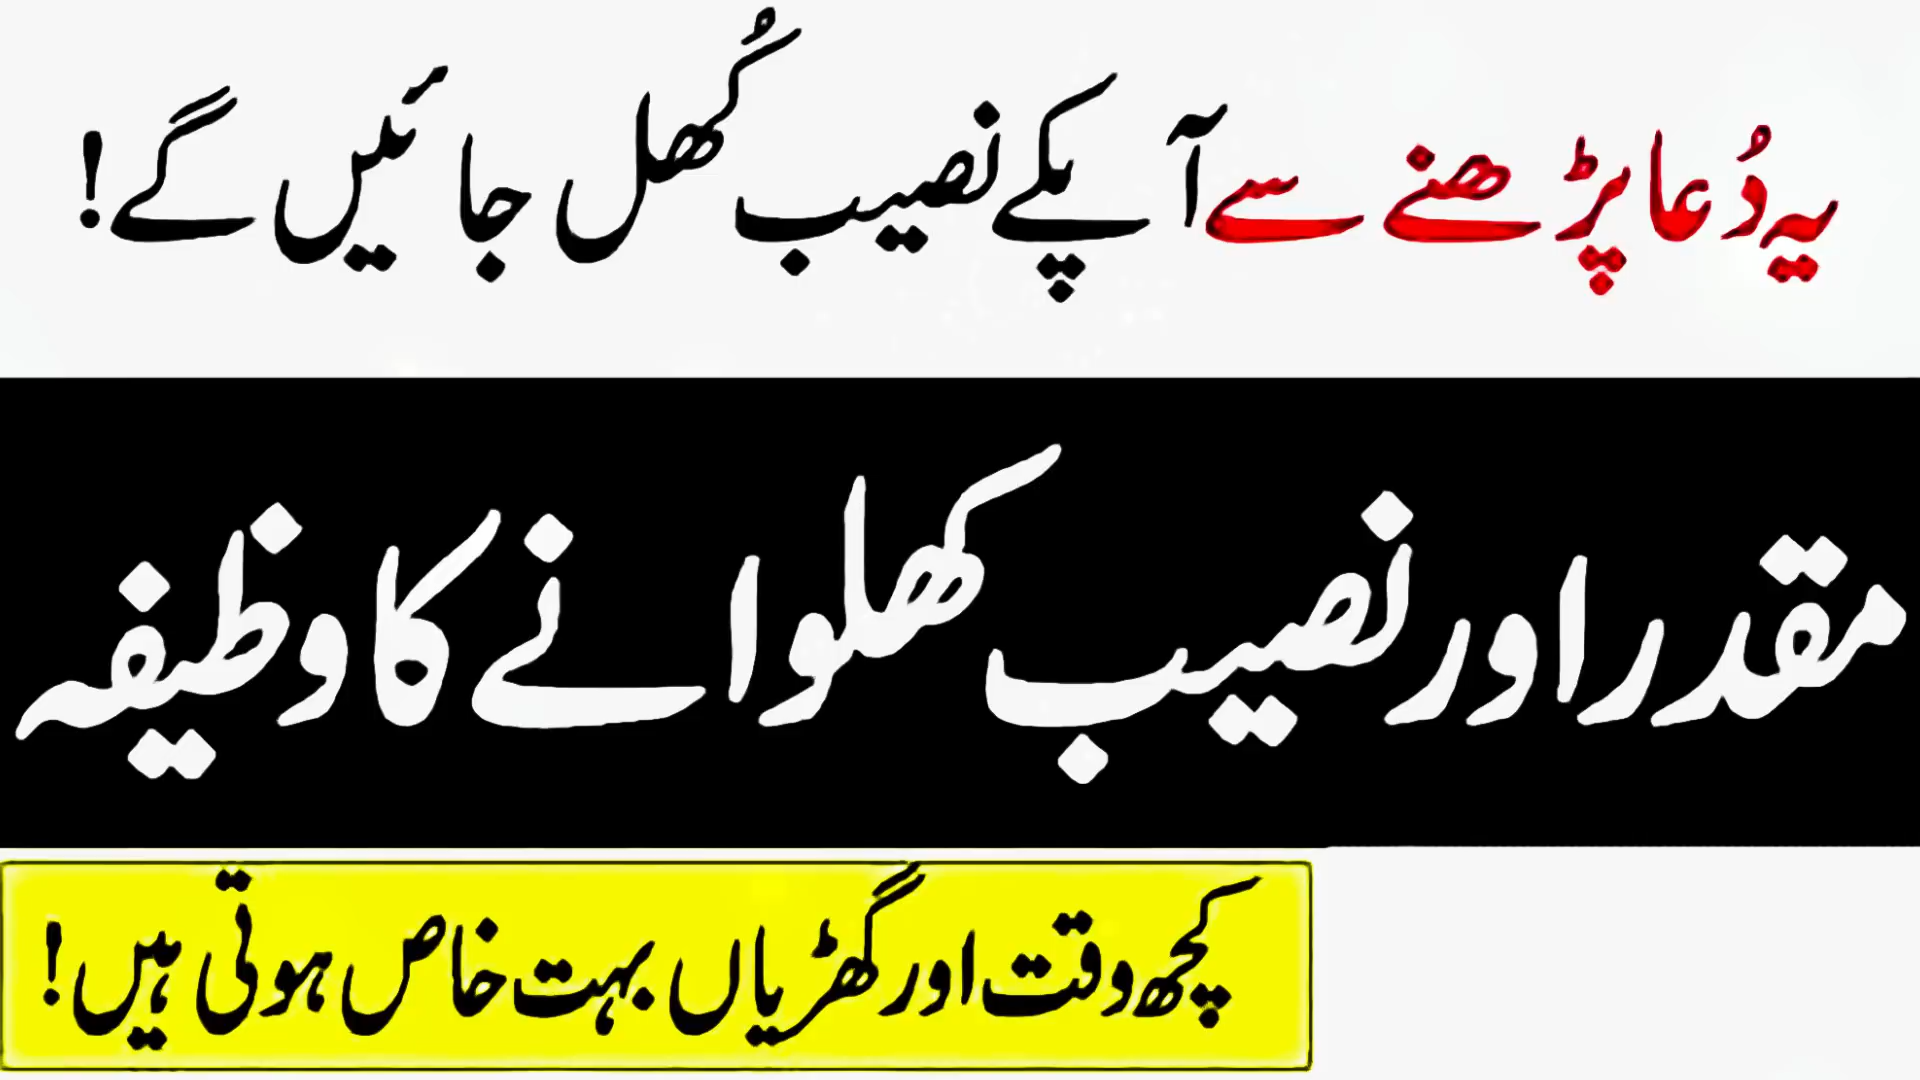 یہ دُعا پڑھنے سے آپکے نصیب کُھل جائیں گے!
مقدر اور نصیب کھلوانے کا وظیفہ
کچھ وقت اور گھڑیاں بہت خاص ہوتی ہیں!